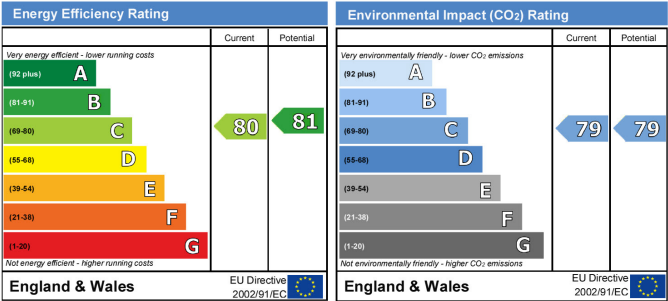 Energy Efficiency Rating
Current
Potential
Very energy efficient - lower running costs
(92 plus) A
(81-91) B
(69-80) C
80
81
(55-68) D
(39-54) E
(21-38) F
(1-20) G
Not energy efficient - higher running costs
England & Wales
EU Directive
2002/91/EC
Environmental Impact (CO₂) Rating
Current
Potential
Very environmentally friendly - lower CO₂ emissions
(92 plus) A
(81-91) B
(69-80) C
79
79
(55-68) D
(39-54) E
(21-38) F
(1-20) G
Not environmentally friendly - higher CO₂ emissions
England & Wales
EU Directive
2002/91/EC